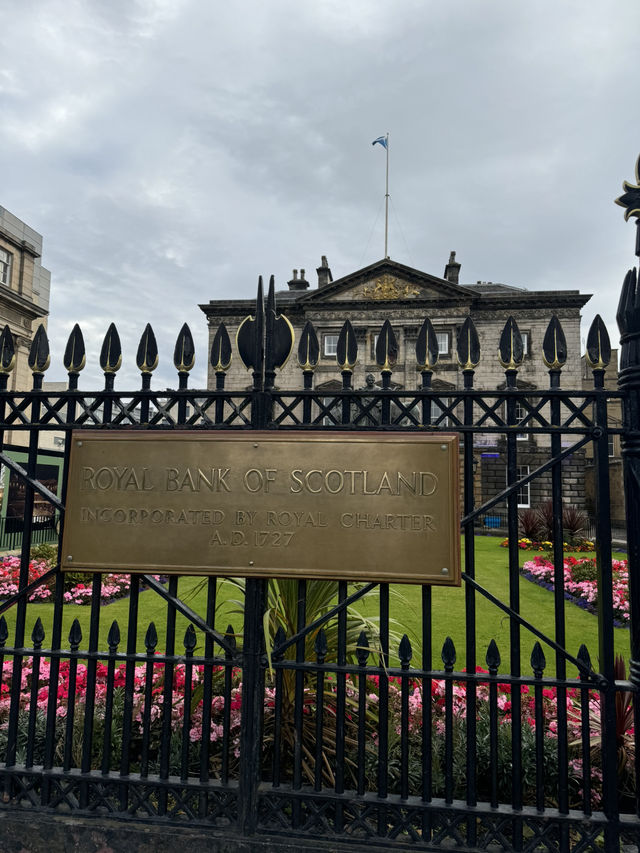 ROYAL BANK OF SCOTLAND
INCORPORATED BY ROYAL CHARTER
A.D. 1727